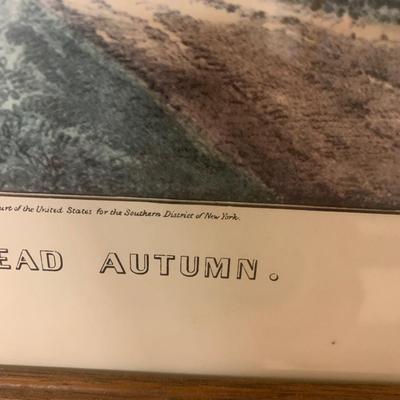 urt of the United States for the Southern District of New York.
EAD AUTUMN.